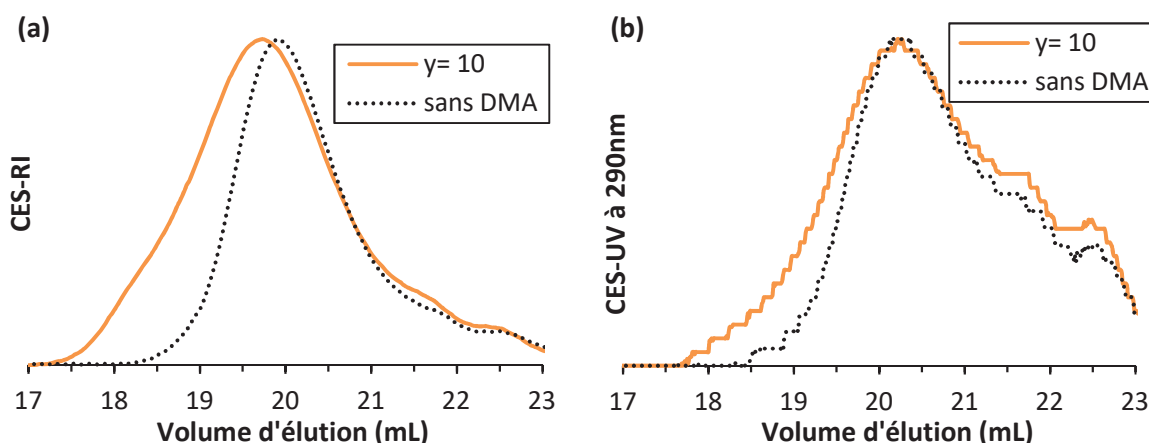 (a)
y= 10
sans DMA
CES-RI
17 18 19 20 21 22 23
Volume d'élution (mL)
(b)
y= 10
sans DMA
CES-UV à 290nm
17 18 19 20 21 22 23
Volume d'élution (mL)